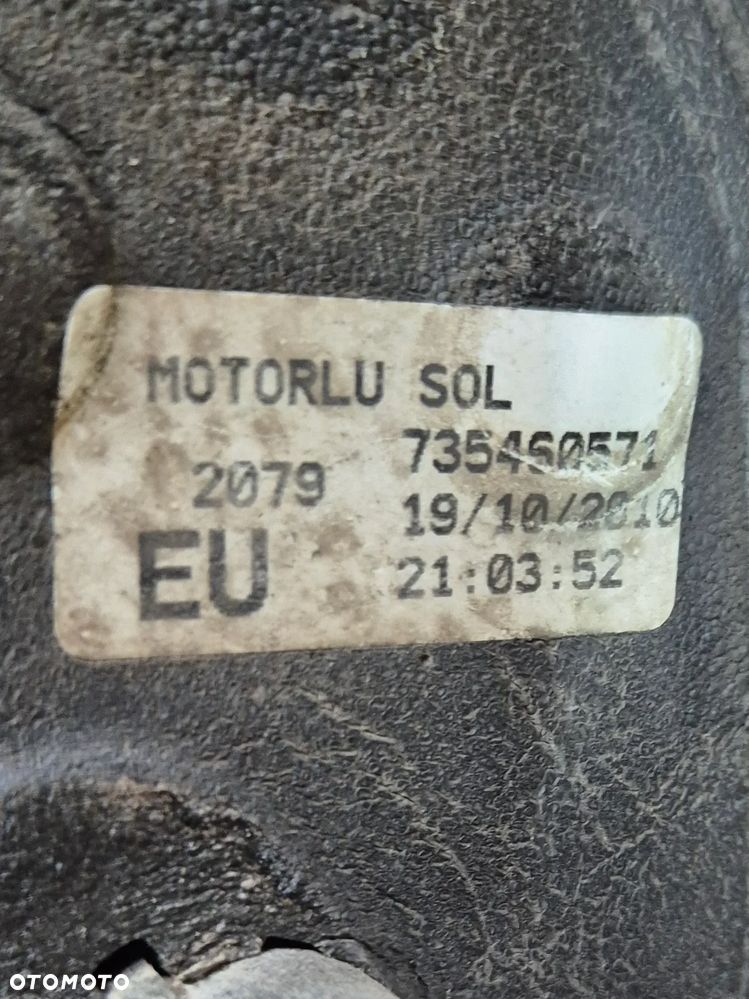 MOTORLU SOL
735460571
2079
19/10/2010
EU
21:03:52
OTOMOTO